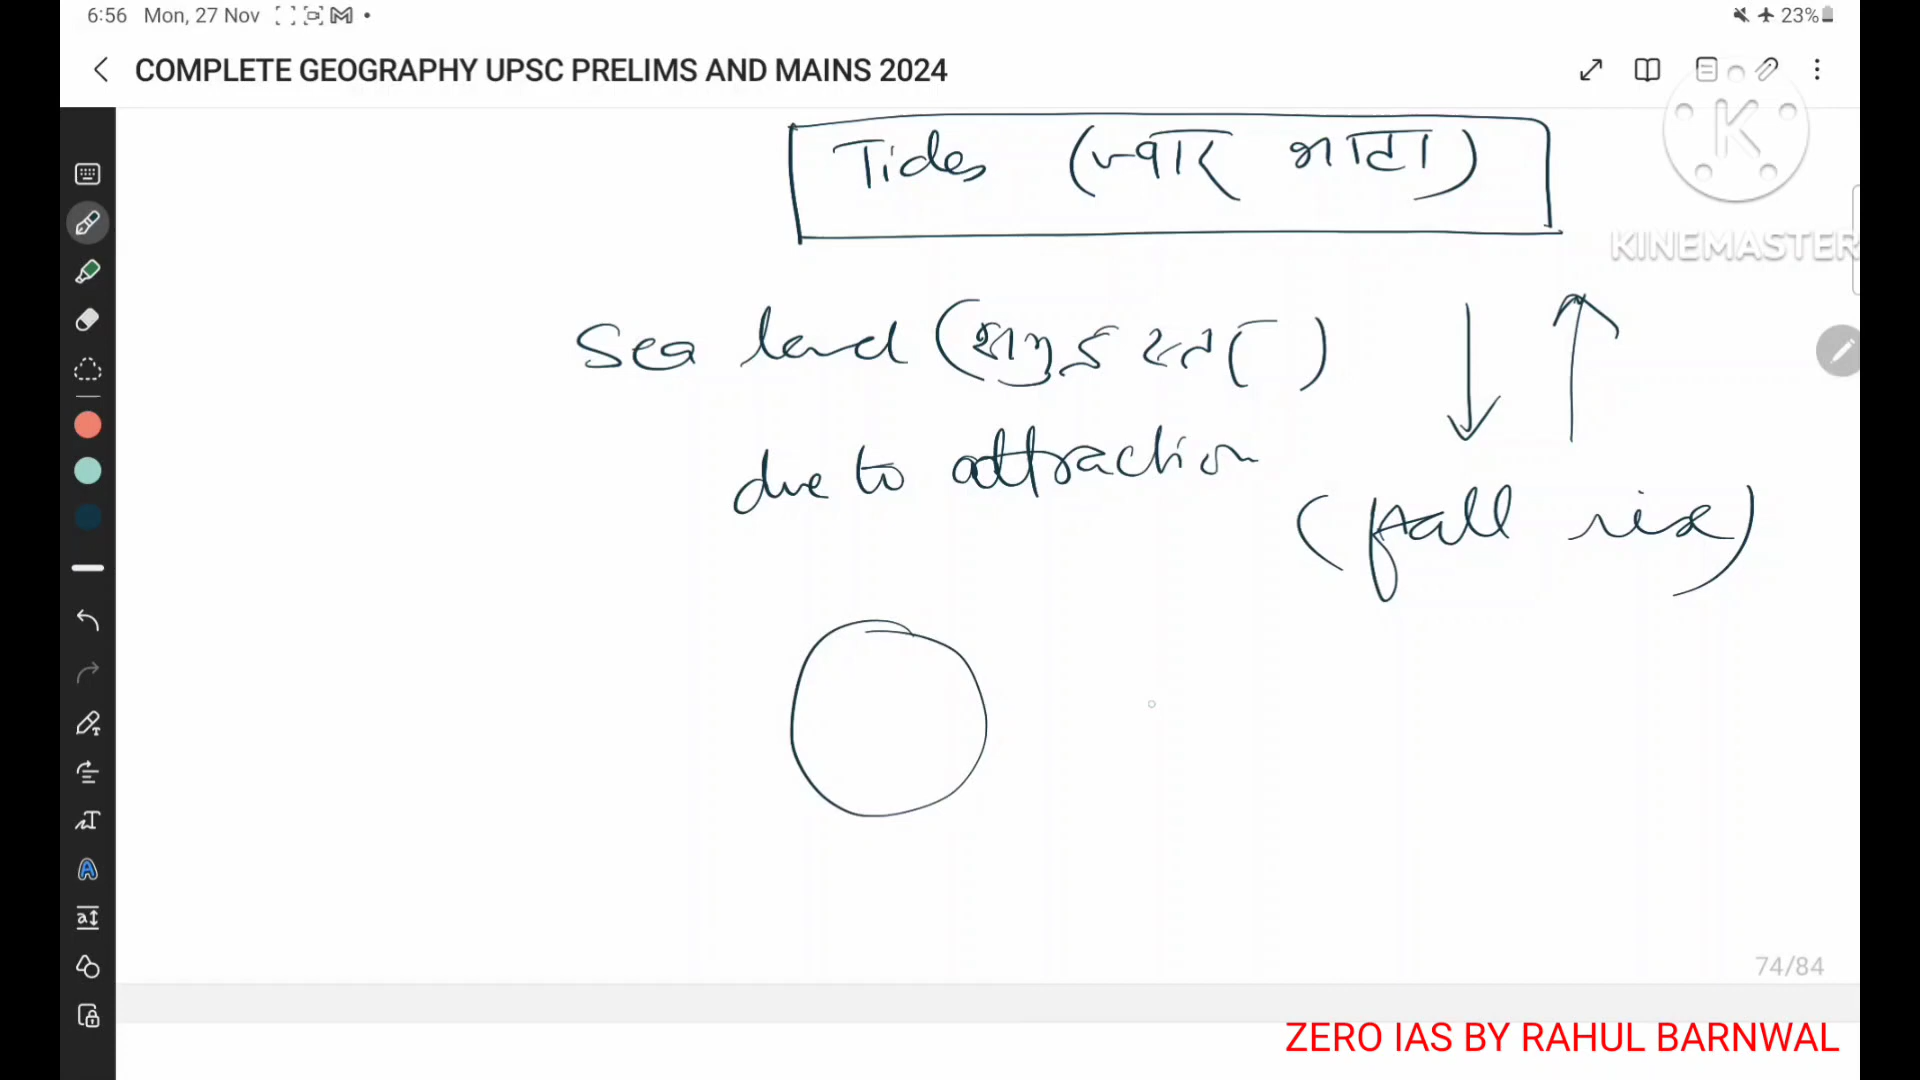 6:56 Mon, 27 Nov
23%
COMPLETE GEOGRAPHY UPSC PRELIMS AND MAINS 2024
Tides (ज्वार भाटा)
KINEMASTER
Sea level (समुद्र स्तर)
due to attraction
(fall rise)
74/84
ZERO IAS BY RAHUL BARNWAL